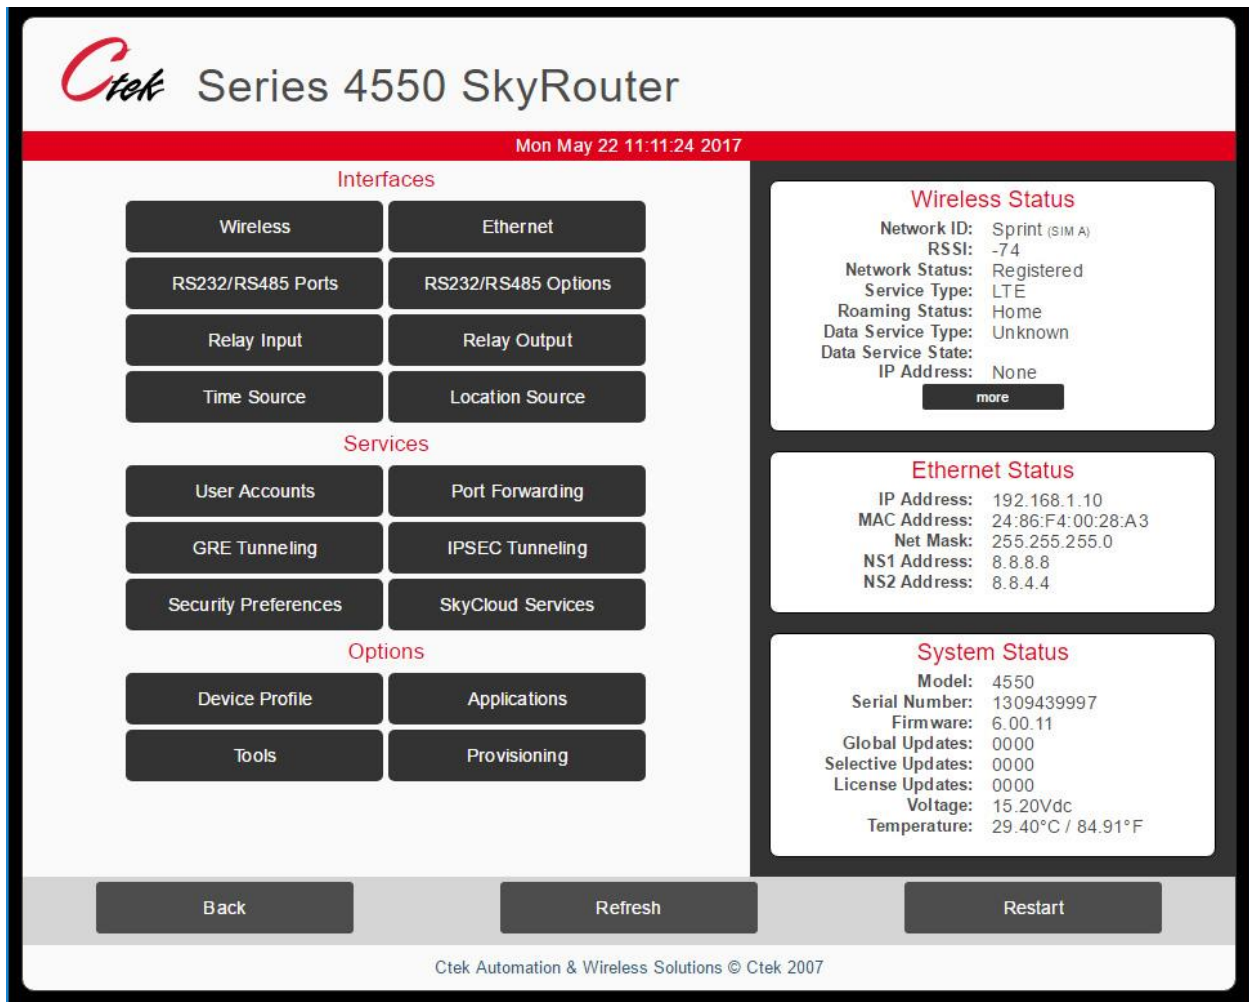 Ctek Series 4550 SkyRouter
Mon May 22 11:11:24 2017
Interfaces
Wireless
Ethernet
RS232/RS485 Ports
RS232/RS485 Options
Relay Input
Relay Output
Time Source
Location Source
Services
User Accounts
Port Forwarding
GRE Tunneling
IPSEC Tunneling
Security Preferences
SkyCloud Services
Options
Device Profile
Applications
Tools
Provisioning
Wireless Status
Network ID: Sprint (SIM A)
RSSI: -74
Network Status: Registered
Service Type: LTE
Roaming Status: Home
Data Service Type: Unknown
Data Service State:
IP Address: None
more
Ethernet Status
IP Address: 192.168.1.10
MAC Address: 24:86:F4:00:28:A3
Net Mask: 255.255.255.0
NS1 Address: 8.8.8.8
NS2 Address: 8.8.4.4
System Status
Model: 4550
Serial Number: 1309439997
Firmware: 6.00.11
Global Updates: 0000
Selective Updates: 0000
License Updates: 0000
Voltage: 15.20Vdc
Temperature: 29.40°C / 84.91°F
Back
Refresh
Restart
Ctek Automation & Wireless Solutions © Ctek 2007